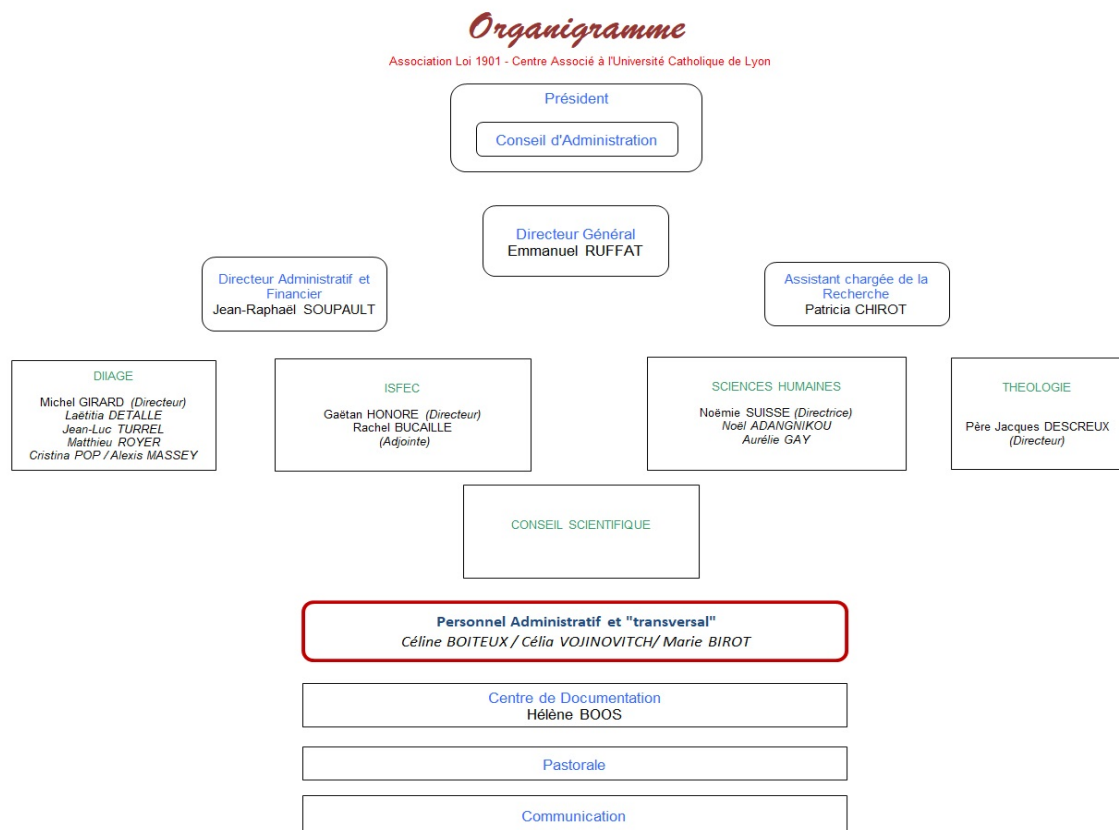 Organigramme
Association Loi 1901 - Centre Associé à l'Université Catholique de Lyon
Président
Conseil d'Administration
Directeur Général
Emmanuel RUFFAT
Directeur Administratif et
Financier
Jean-Raphaël SOUPAULT
Assistant chargée de la
Recherche
Patricia CHIROT
DIIAGE
Michel GIRARD (Directeur)
Laëtitia DETALLE
Jean-Luc TURREL
Matthieu ROYER
Cristina POP / Alexis MASSEY
ISFEC
Gaëtan HONORE (Directeur)
Rachel BUCAILLE
(Adjointe)
SCIENCES HUMAINES
Noëmie SUISSE (Directrice)
Noël ADANGNIKOU
Aurélie GAY
THEOLOGIE
Père Jacques DESCREUX
(Directeur)
CONSEIL SCIENTIFIQUE
Personnel Administratif et "transversal"
Céline BOITEUX / Célia VOJINOVITCH/ Marie BIROT
Centre de Documentation
Hélène BOOS
Pastorale
Communication